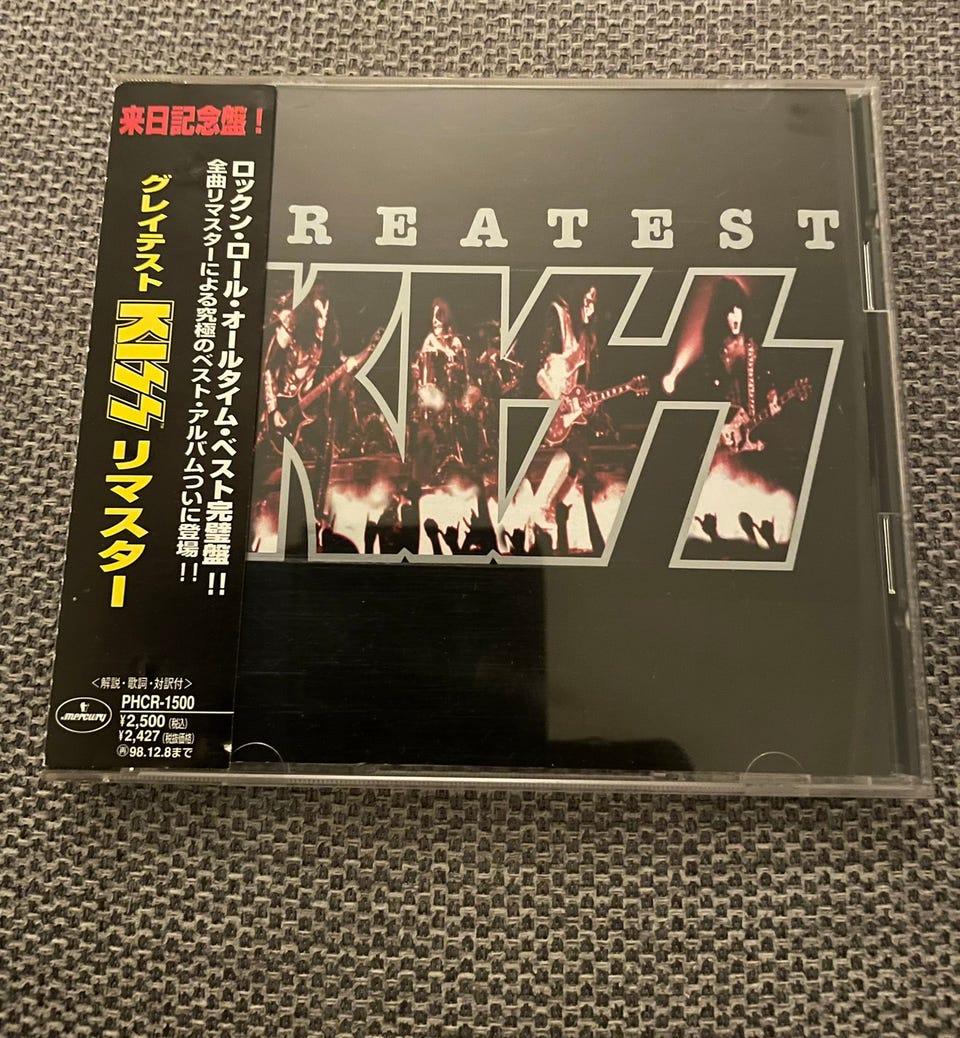 来日記念盤!
ロックン・ロール・オールタイム・ベスト完璧盤!!
全曲リマスターによる究極のベスト・アルバムついに登場!!
グレイテスト KISS リマスター
<解説・歌詞・対訳付>
PHCR-1500
¥2,500 (税込)
¥2,427 (税抜価格)
再98.12.8まで
mercury
REATEST
KISS